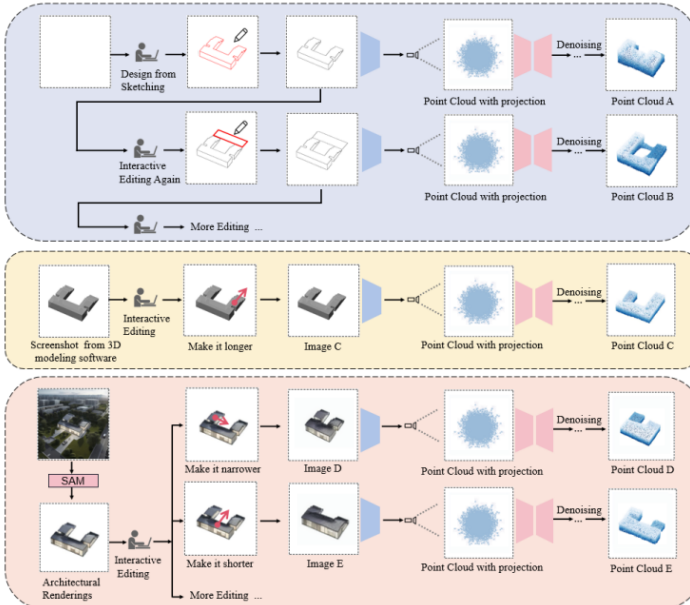 Design from
Sketching
Point Cloud with projection
Denoising
...
Point Cloud A
Interactive
Editing Again
Point Cloud with projection
Denoising
...
Point Cloud B
More Editing ...
Screenshot from 3D
modeling software
Interactive
Editing
Make it longer
Image C
Point Cloud with projection
Denoising
...
Point Cloud C
SAM
Architectural
Renderings
Interactive
Editing
Make it narrower
Image D
Point Cloud with projection
Denoising
...
Point Cloud D
Make it shorter
Image E
Point Cloud with projection
Denoising
...
Point Cloud E
More Editing ...